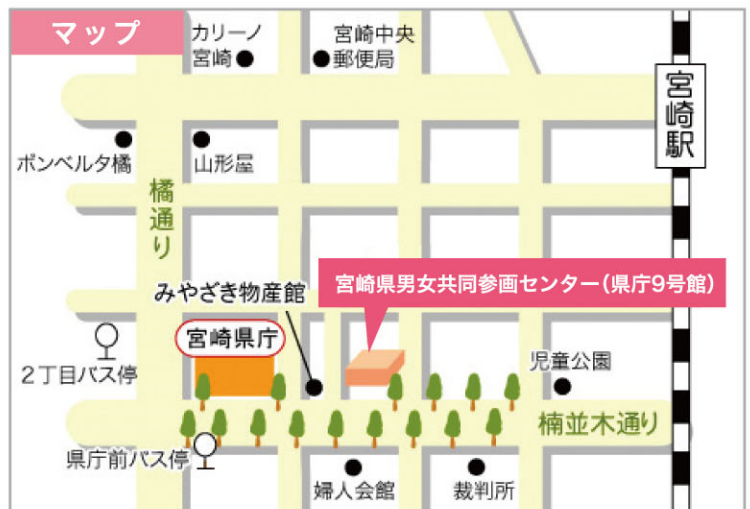 マップ
カリーノ
宮崎
宮崎中央
郵便局
宮崎駅
ボンベルタ橘
山形屋
橘通り
宮崎県男女共同参画センター(県庁9号館)
みやざき物産館
宮崎県庁
2丁目バス停
児童公園
楠並木通り
県庁前バス停
婦人会館
裁判所